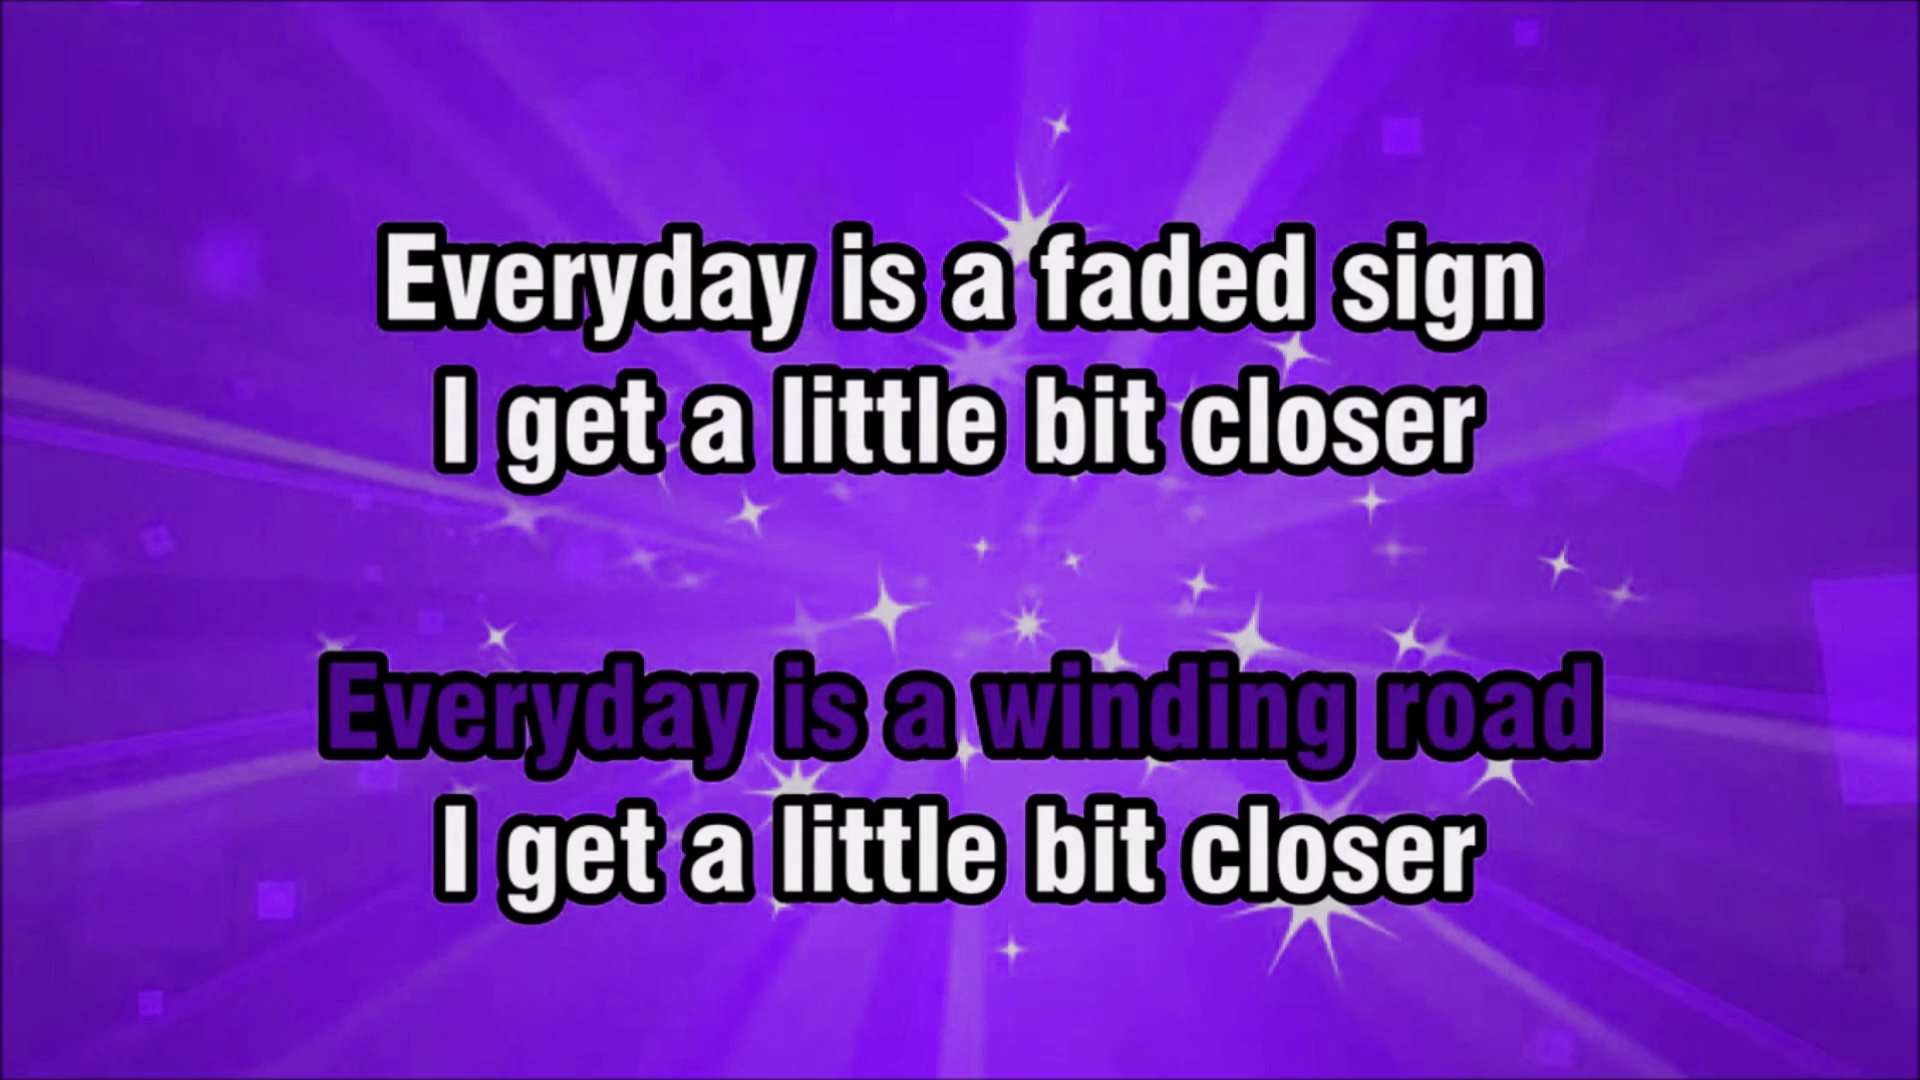 Everyday is a faded sign
I get a little bit closer
Everyday is a winding road
I get a little bit closer